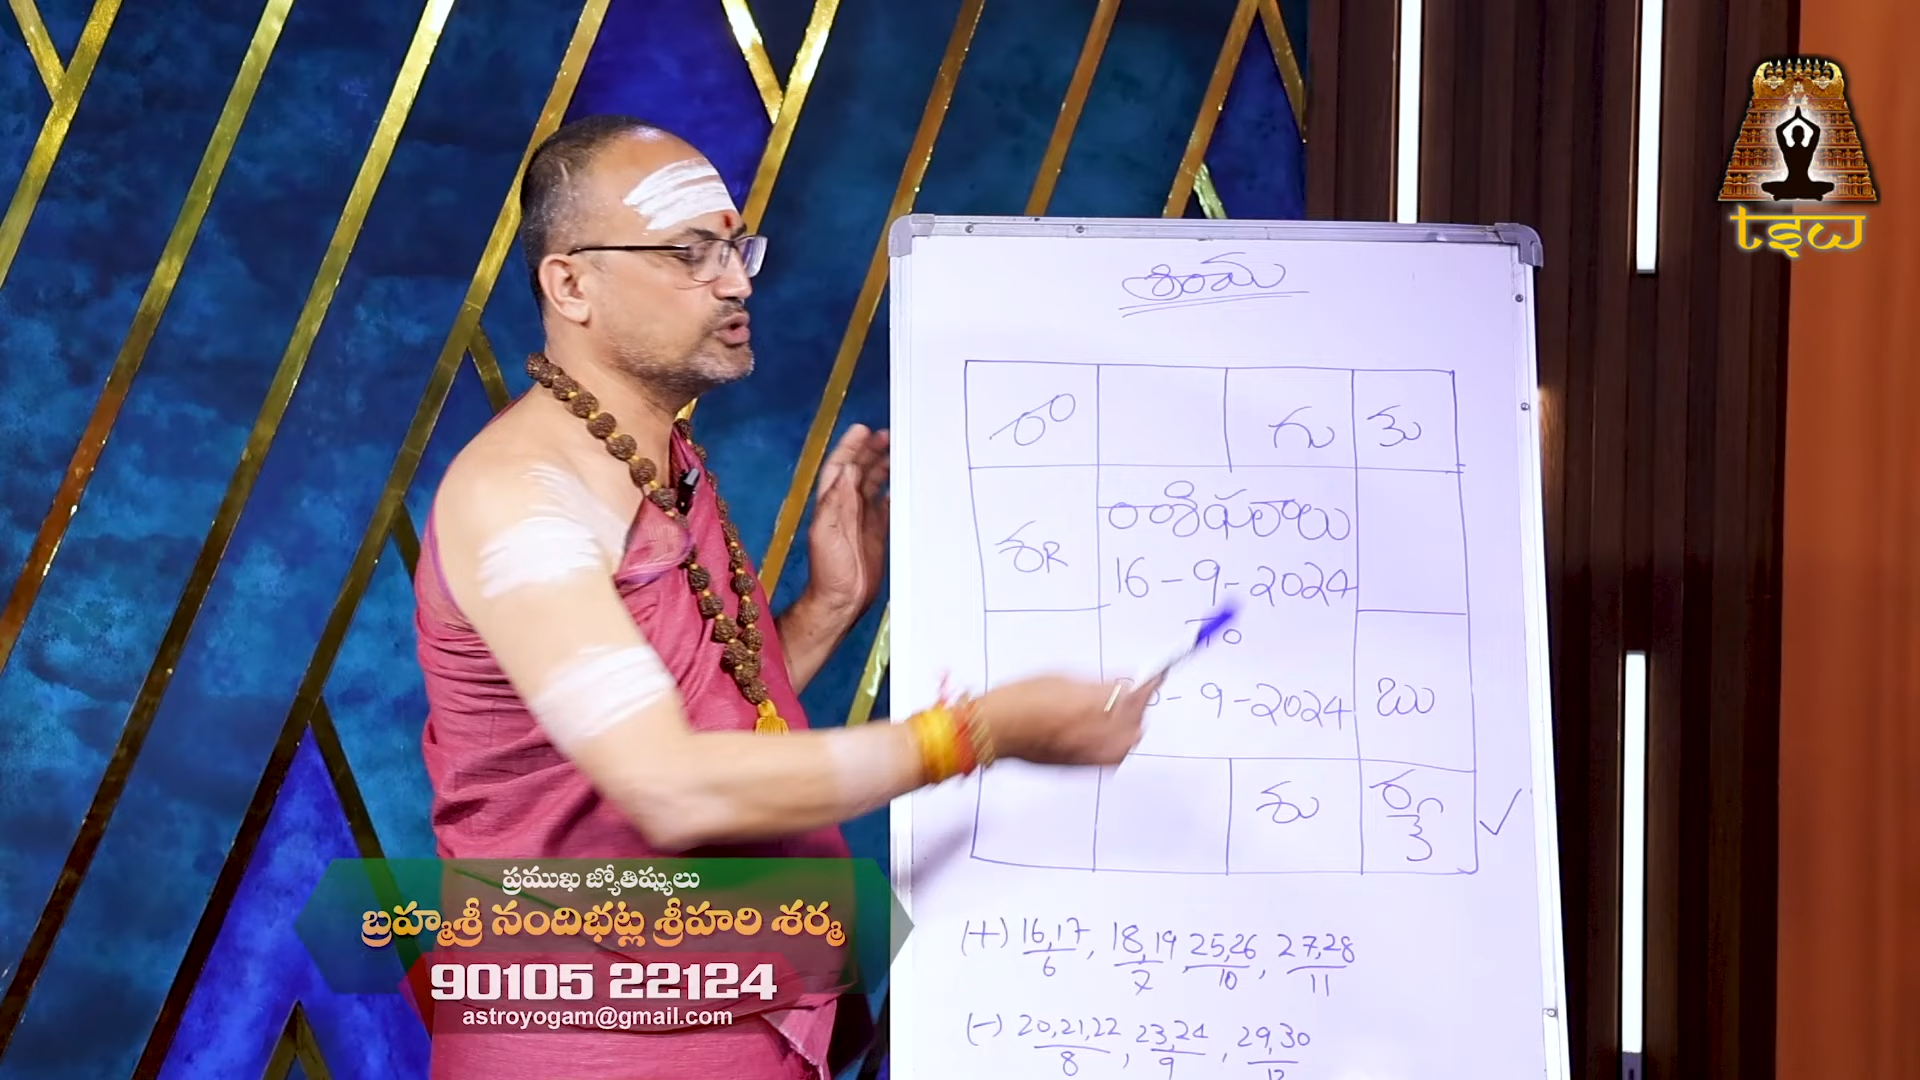 tsw
సింహ
రా
గు
కు
రాశిఫలాలు
శR
16-9-2024
-9-2024
బు
శు
ర
కే
(+) 16,17/6, 18,19/7, 25,26/10, 27,28/11
(-) 20,21,22/8, 23,24/9, 29,30/12
ప్రముఖ జ్యోతిష్యులు
బ్రహ్మశ్రీ నందిభట్ల శ్రీహరి శర్మ
90105 22124
astroyogam@gmail.com